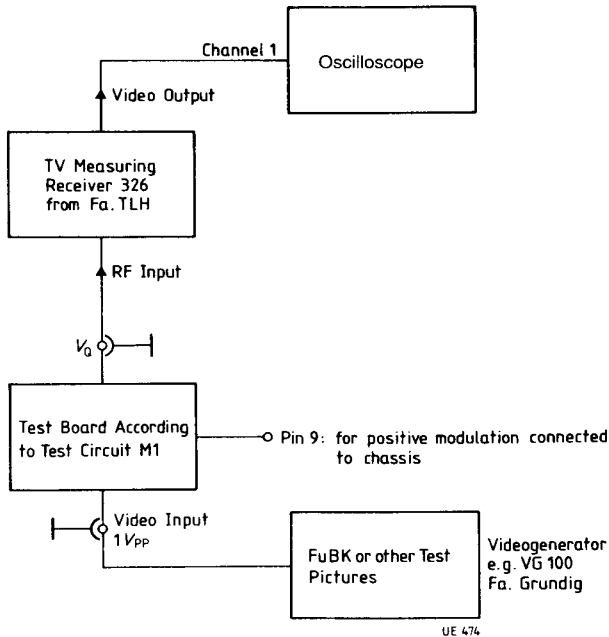 Channel 1
Oscilloscope
Video Output
TV Measuring
Receiver 326
from Fa. TLH
RF Input
VQ
Test Board According
to Test Circuit M1
Pin 9: for positive modulation connected
to chassis
Video Input
1VPP
FuBK or other Test
Pictures
Videogenerator
e.g. VG 100
Fa. Grundig
UE 474